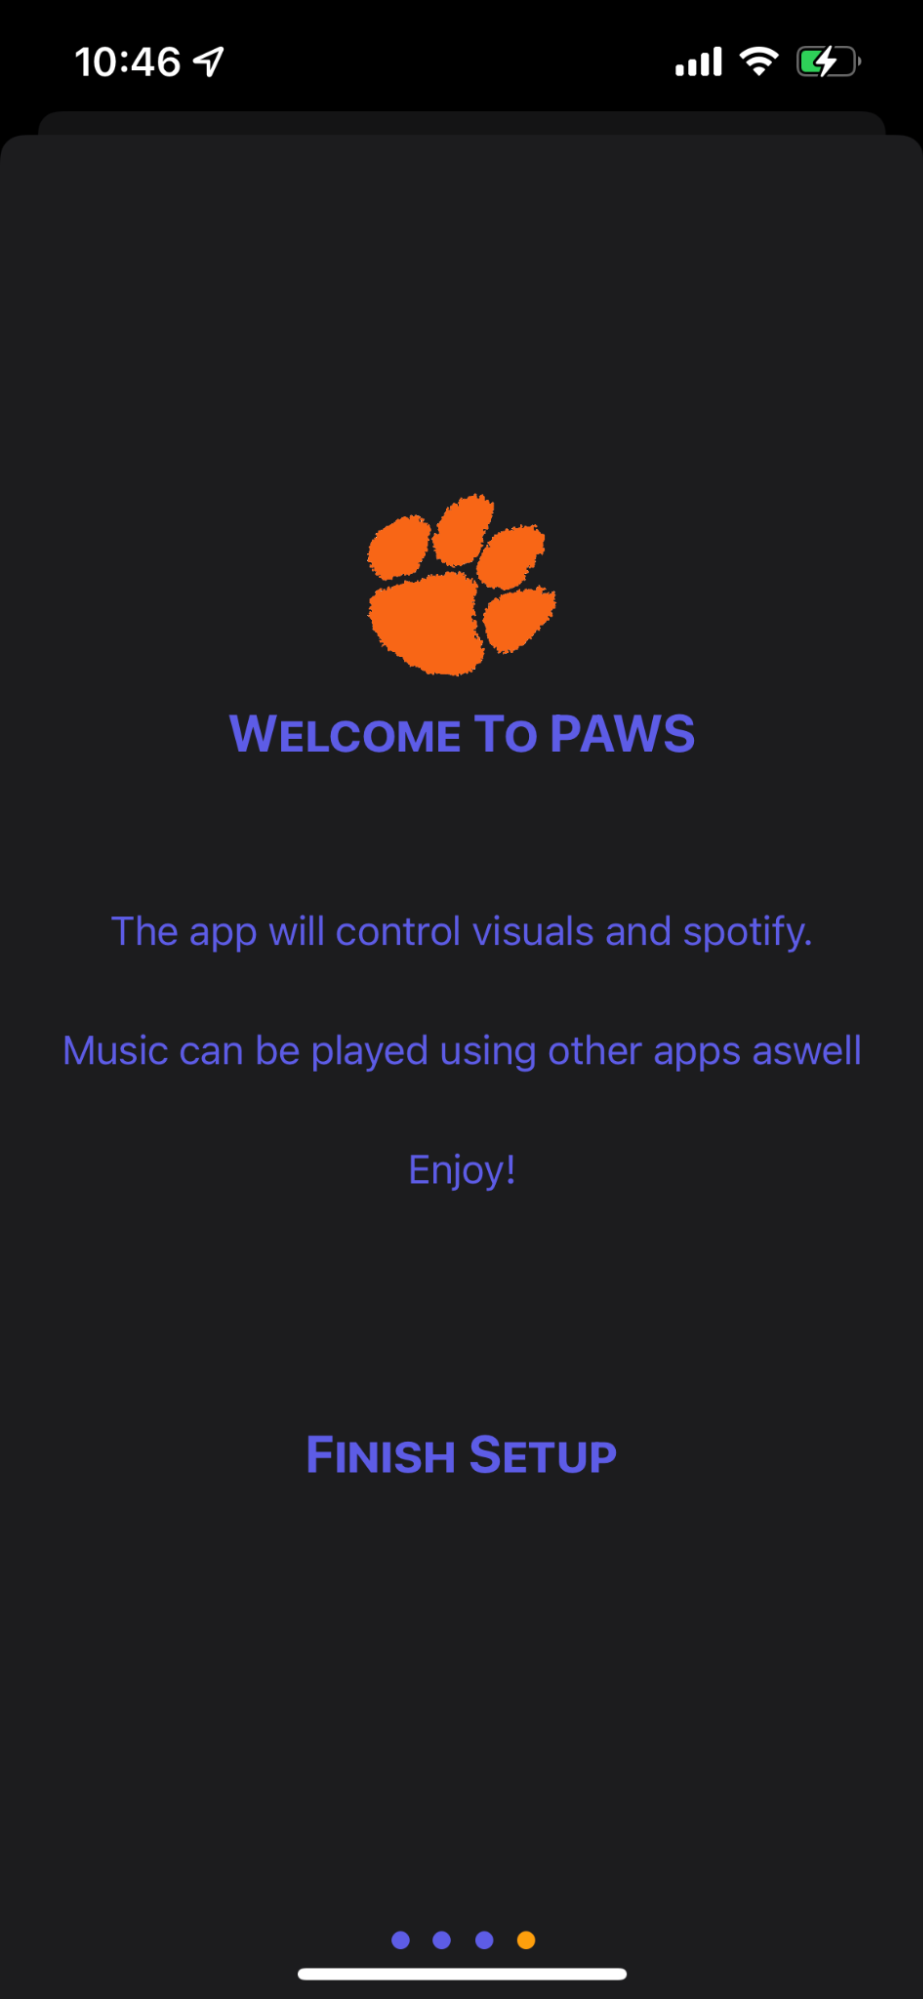 10:46
Welcome To PAWS
The app will control visuals and spotify.
Music can be played using other apps aswell
Enjoy!
Finish Setup